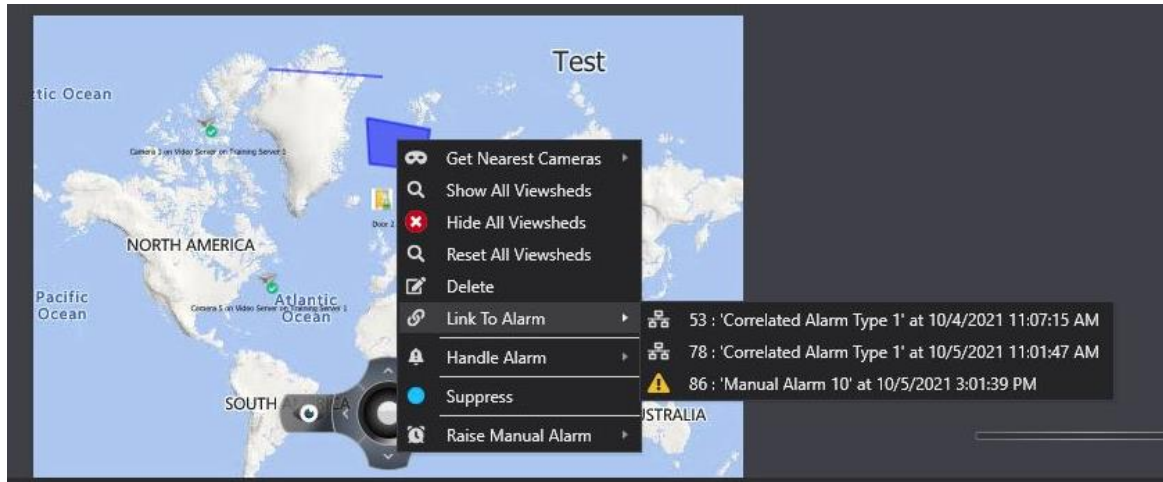 Test
ctic Ocean
Camera 3 on Video Server on Training Server 1
Get Nearest Cameras
Show All Viewsheds
Door 2
Hide All Viewsheds
NORTH AMERICA
Reset All Viewsheds
Delete
Pacific
Ocean
Atlantic
Ocean
Camera 5 on Video Server on Training Server 1
Link To Alarm
53 : 'Correlated Alarm Type 1' at 10/4/2021 11:07:15 AM
78 : 'Correlated Alarm Type 1' at 10/5/2021 11:01:47 AM
86 : 'Manual Alarm 10' at 10/5/2021 3:01:39 PM
Handle Alarm
Suppress
SOUTH A
EA
STRALIA
Raise Manual Alarm